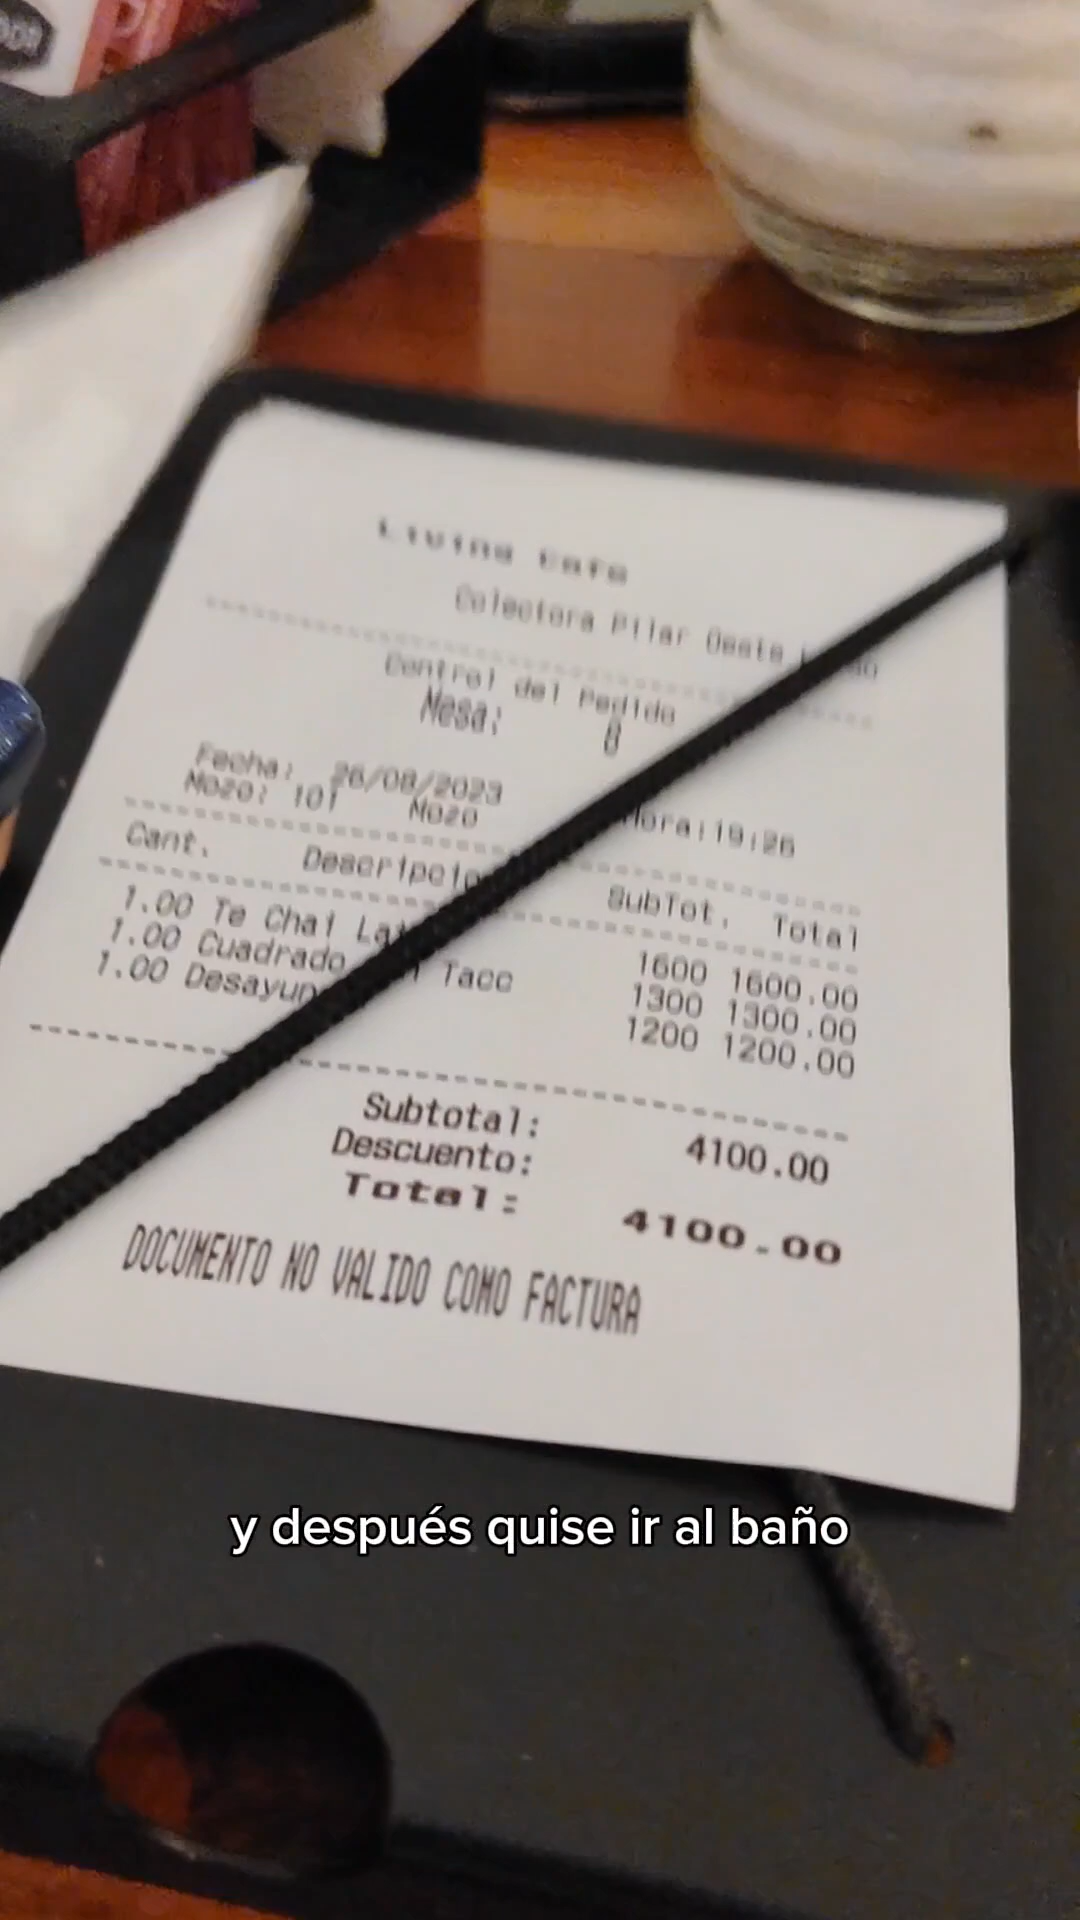 Living Cafe
Colectora Pilar Oeste
Control del Pedido
Mesa: 8
Fecha: 26/08/2023 Hora:19:26
Mozo: 101 Mozo
Cant. Descripcio SubTot. Total
1.00 Te Chai 1600 1600.00
1.00 Cuadrado Tacc 1300 1300.00
1.00 1200 1200.00
Subtotal: 4100.00
Descuento:
Total: 4100.00
DOCUMENTO NO VALIDO COMO FACTURA
y después quise ir al baño